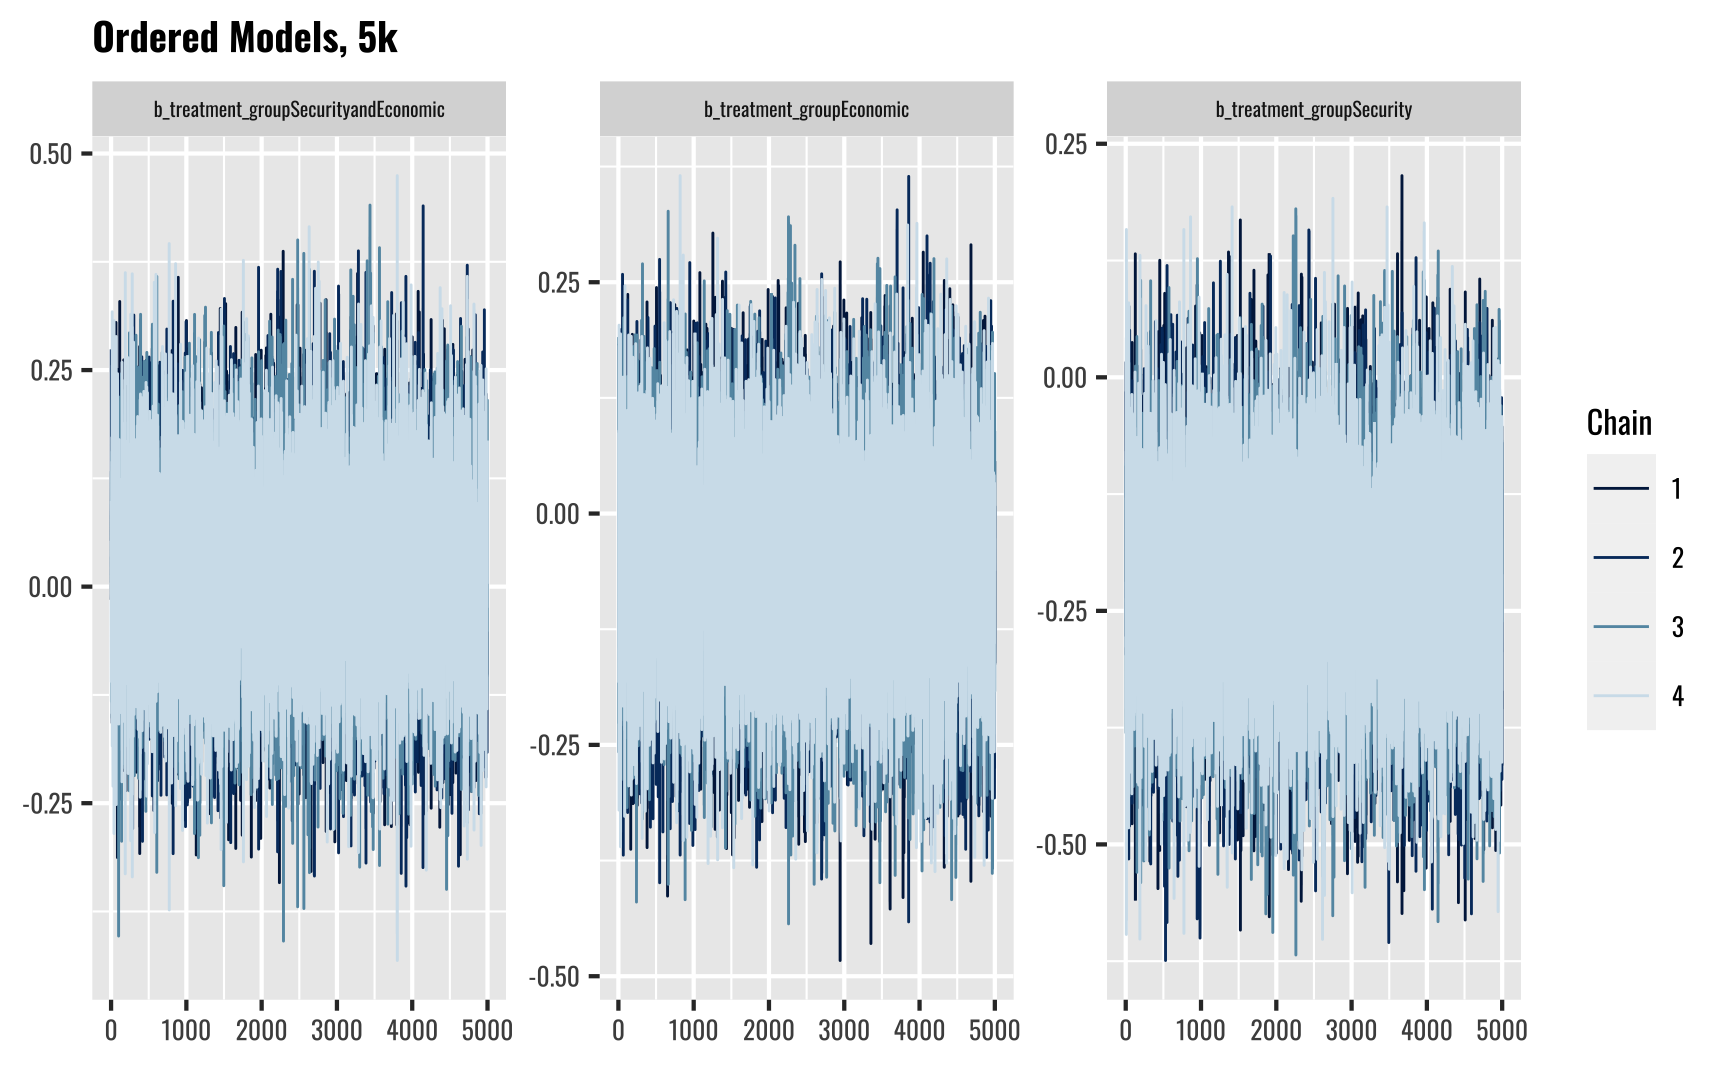 Ordered Models, 5k
b_treatment_groupSecurityandEconomic
b_treatment_groupEconomic
b_treatment_groupSecurity
0.50
0.25
0.00
-0.25
0.25
0.00
-0.25
-0.50
0.25
0.00
-0.25
-0.50
0 1000 2000 3000 4000 5000
0 1000 2000 3000 4000 5000
0 1000 2000 3000 4000 5000
Chain
1
2
3
4